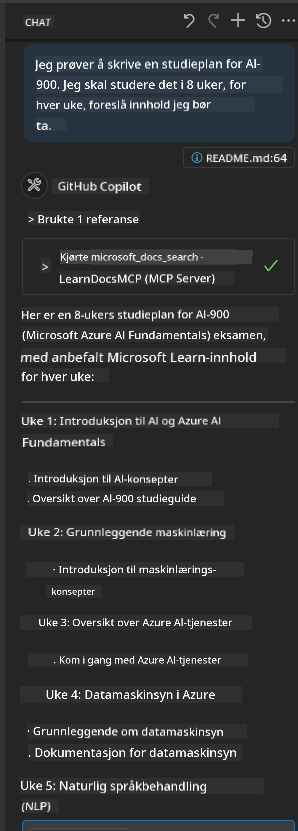 CHAT
Jeg prøver å skrive en studieplan for AI-
900. Jeg skal studere det i 8 uker, for
hver uke, foreslå innhold jeg bør
ta.
README.md:64
GitHub Copilot
> Brukte 1 referanse
> Kjørte microsoft_docs_search -
LearnDocsMCP (MCP Server)
Her er en 8-ukers studieplan for AI-900
(Microsoft Azure AI Fundamentals) eksamen,
med anbefalt Microsoft Learn-innhold
for hver uke:
Uke 1: Introduksjon til AI og Azure AI
Fundamentals
. Introduksjon til AI-konsepter
. Oversikt over AI-900 studieguide
Uke 2: Grunnleggende maskinlæring
· Introduksjon til maskinlærings-
konsepter
Uke 3: Oversikt over Azure AI-tjenester
. Kom i gang med Azure AI-tjenester
Uke 4: Datamaskinsyn i Azure
· Grunnleggende om datamaskinsyn
. Dokumentasjon for datamaskinsyn
Uke 5: Naturlig språkbehandling
(NLP)